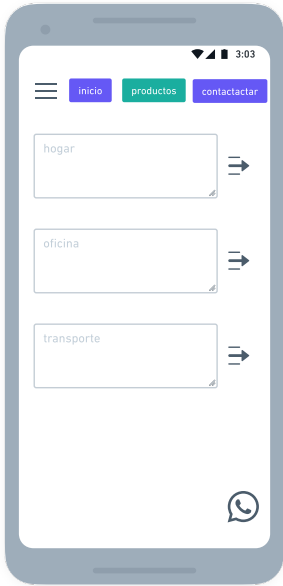 3:03
inicio
productos
contactactar
hogar
oficina
transporte